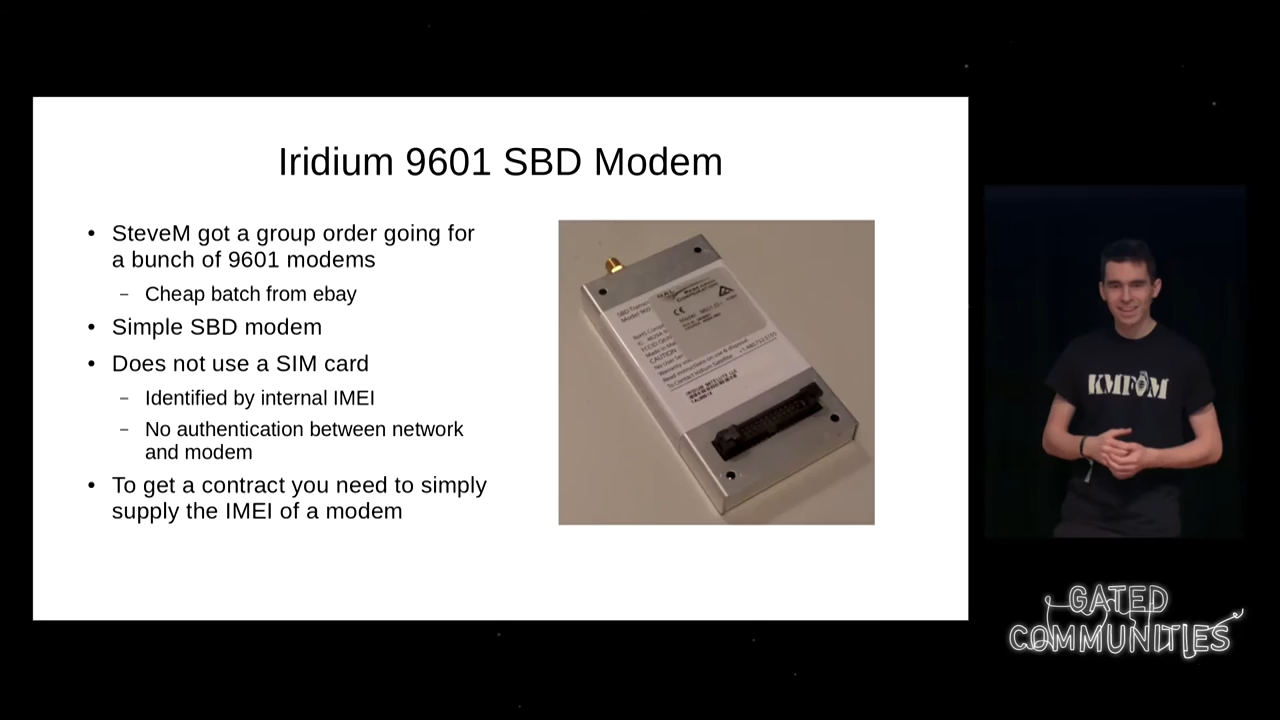 Iridium 9601 SBD Modem
• SteveM got a group order going for
a bunch of 9601 modems
– Cheap batch from ebay
• Simple SBD modem
• Does not use a SIM card
– Identified by internal IMEI
– No authentication between network
and modem
• To get a contract you need to simply
supply the IMEI of a modem
KMFDM
GATED
COMMUNITIES